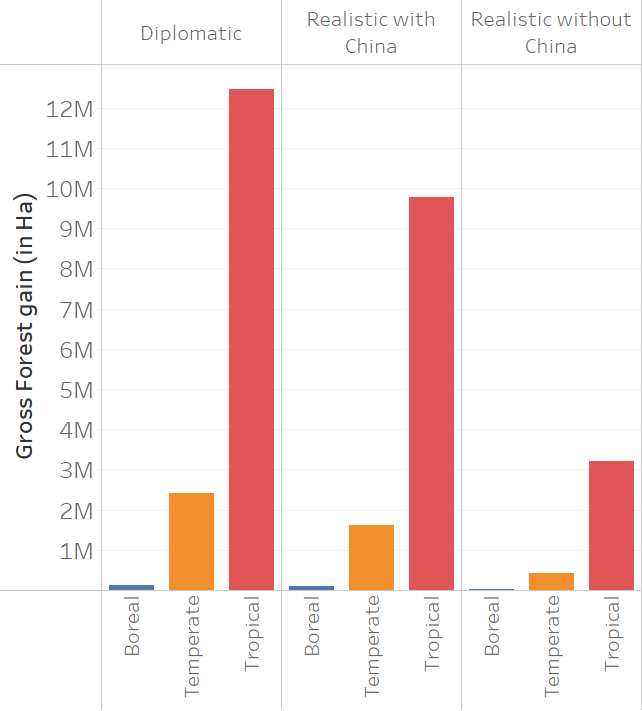 Diplomatic
Realistic with
China
Realistic without
China
Gross Forest gain (in Ha)
12M
11M
10M
9M
8M
7M
6M
5M
4M
3M
2M
1M
Boreal
Temperate
Tropical
Boreal
Temperate
Tropical
Boreal
Temperate
Tropical